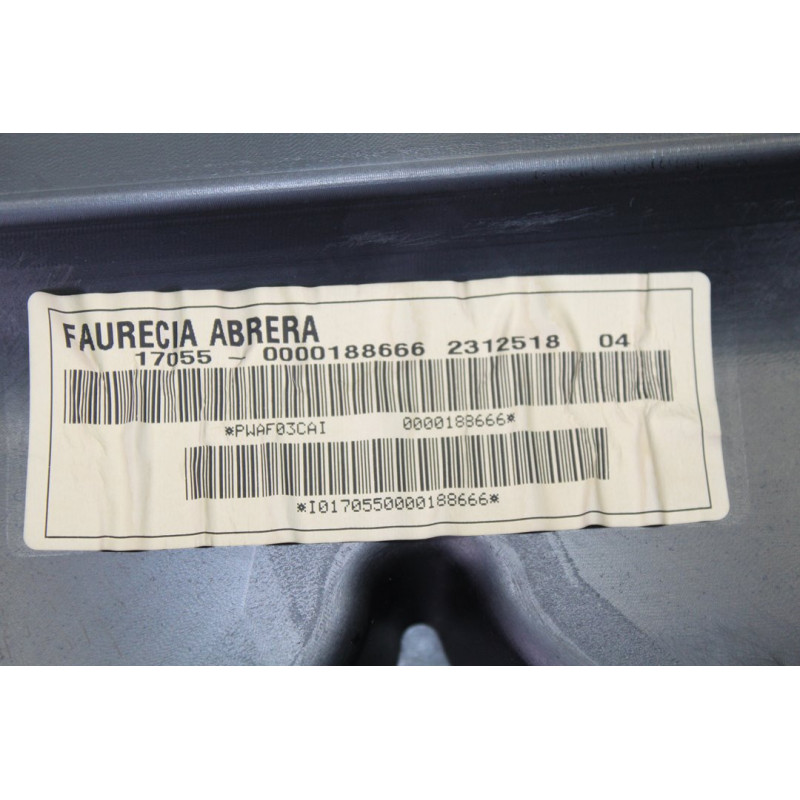 FAURECIA ABRERA
17055 - 0000188666 2312518 04
*PWAF03CAI 0000188666*
*I0170550000188666*